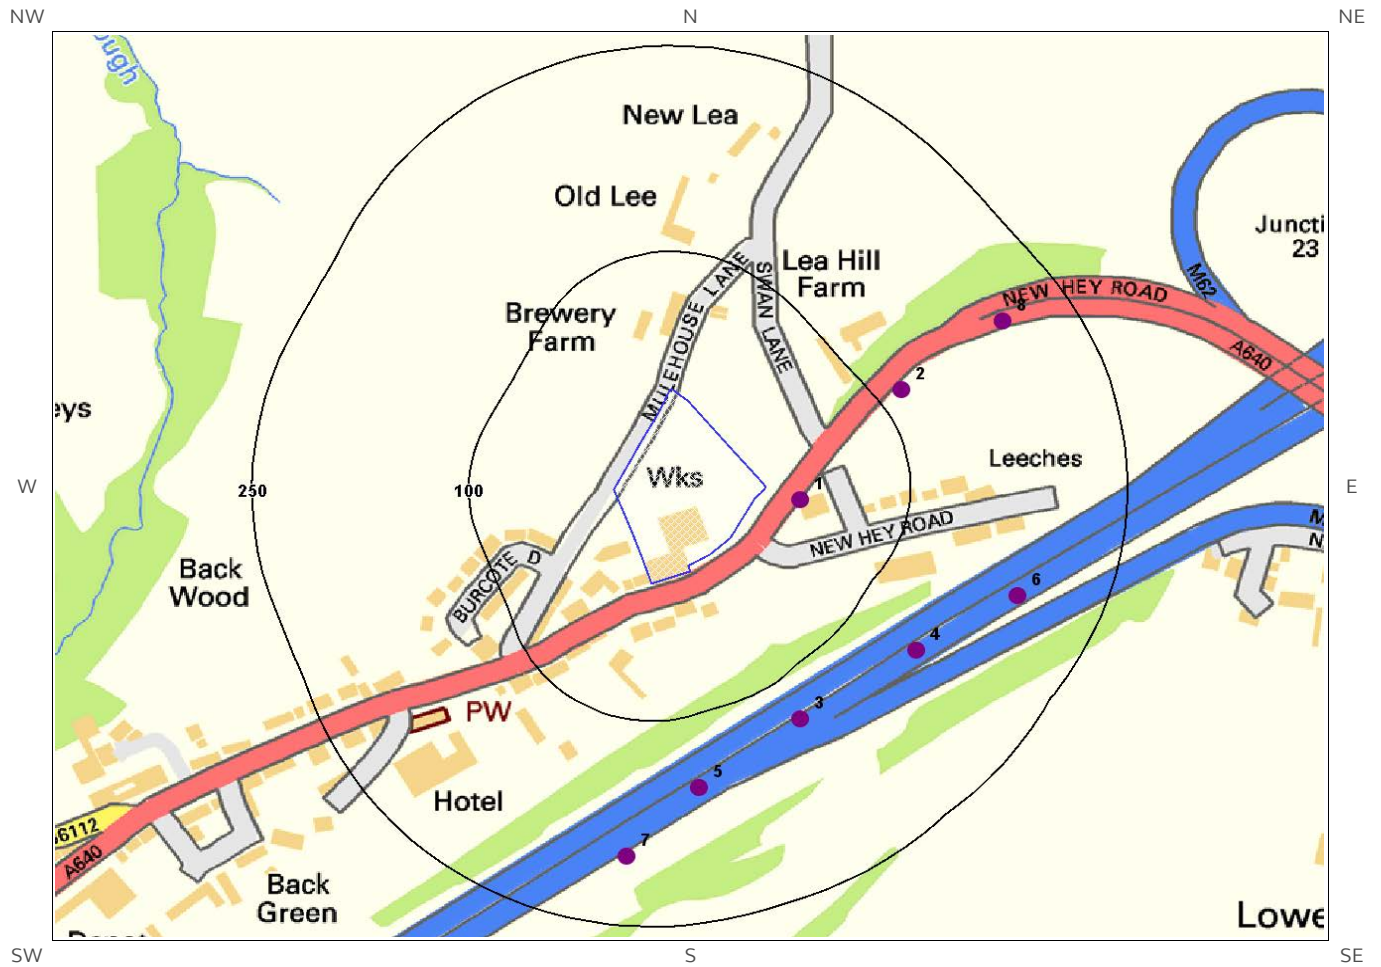 NW
N
NE
New Lea
Old Lee
Juncti
23
Lea Hill
Farm
MULEHOUSE LANE
SWAN LANE
M62
NEW HEY ROAD
8
Brewery
Farm
A640
2
eys
Leeches
Wks
W
250
100
1
E
NEW HEY ROAD
BURCOTE D
Back
Wood
6
4
PW
3
5
Hotel
6112
7
A640
Back
Green
Lowe
SW
S
SE